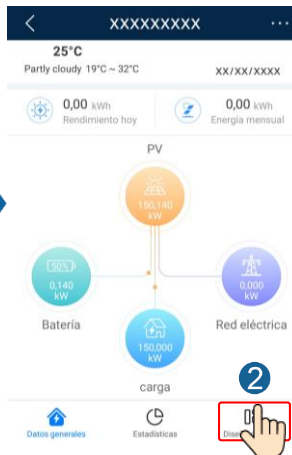 XXXXXXXXX
25°C
Partly cloudy 19°C ~ 32°C
XX/XX/XXXX
0,00 kWh
Rendimiento hoy
0,00 kWh
Energía mensual
PV
150,140
kW
50%
0,140
kW
0,000
kW
Batería
Red eléctrica
150,000
kW
carga
2
Datos generales
Estadísticas